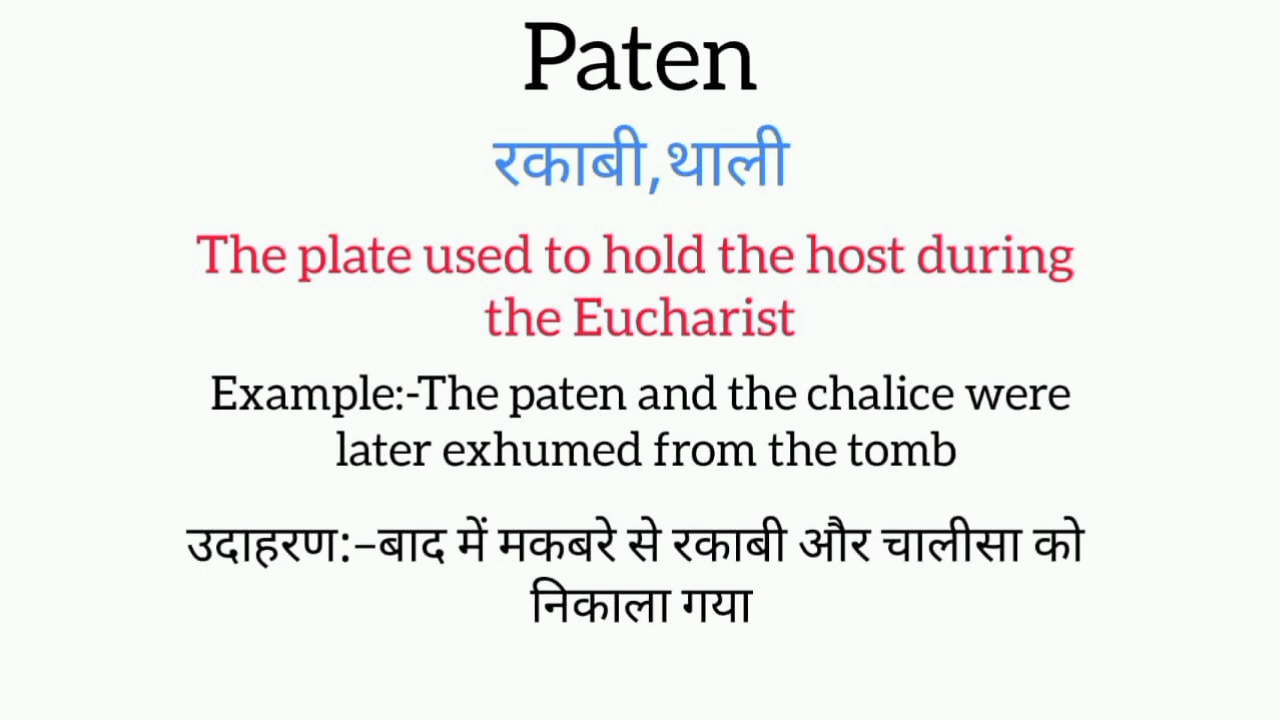 Paten
रकाबी,थाली
The plate used to hold the host during
the Eucharist
Example:-The paten and the chalice were
later exhumed from the tomb
उदाहरण:–बाद में मकबरे से रकाबी और चालीसा को
निकाला गया